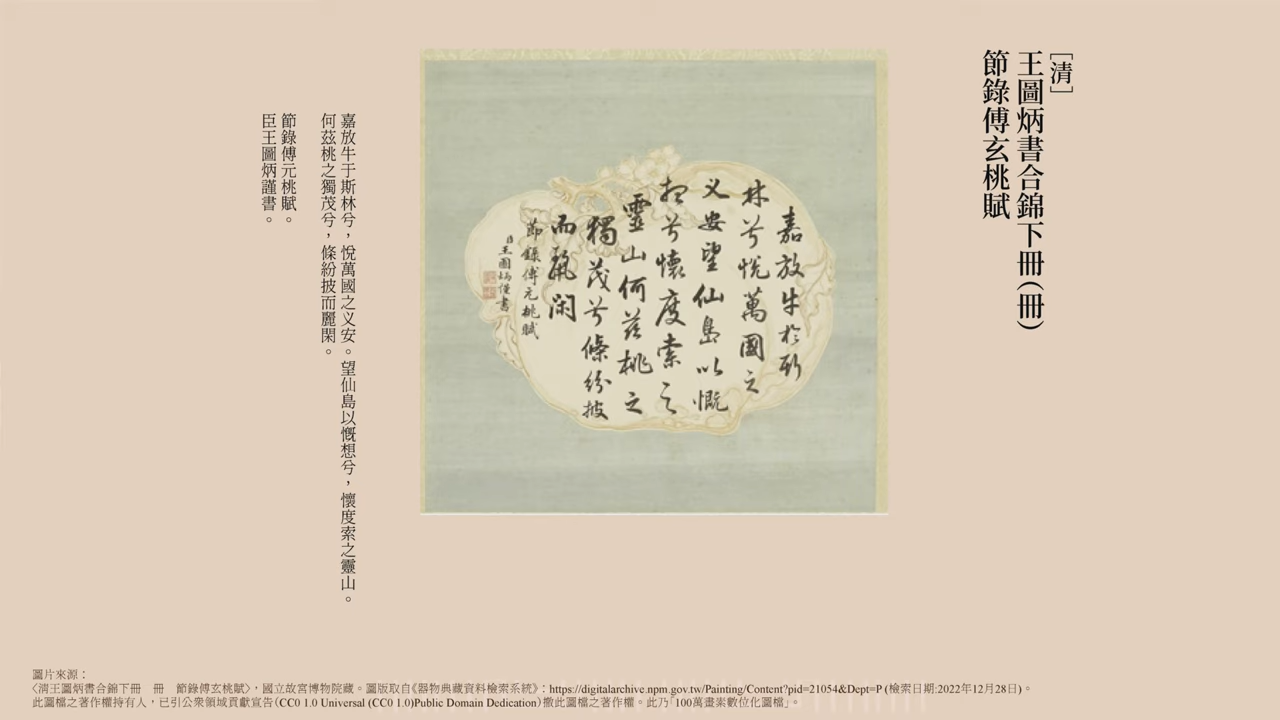 ［清］
王圖炳書合錦下冊(冊)
節錄傅玄桃賦
嘉放牛於斯
林兮悅萬國之
乂安望仙島以慨
想兮懷度索之
靈山何茲桃之
獨茂兮條紛披
而麗閑
節錄傅元桃賦
臣王圖炳謹書
嘉放牛于斯林兮，悅萬國之乂安。望仙島以慨想兮，懷度索之靈山。
何茲桃之獨茂兮，條紛披而麗閑。
節錄傅元桃賦。
臣王圖炳謹書。
圖片來源：
〈清王圖炳書合錦下冊　冊　節錄傅玄桃賦〉，國立故宮博物院藏。圖版取自《器物典藏資料檢索系統》：https://digitalarchive.npm.gov.tw/Painting/Content?pid=21054&Dept=P (檢索日期:2022年12月28日)。
此圖檔之著作權持有人，已引公眾領域貢獻宣告(CC0 1.0 Universal (CC0 1.0)Public Domain Dedication)撤此圖檔之著作權。此乃「100萬畫素數位化圖檔」。